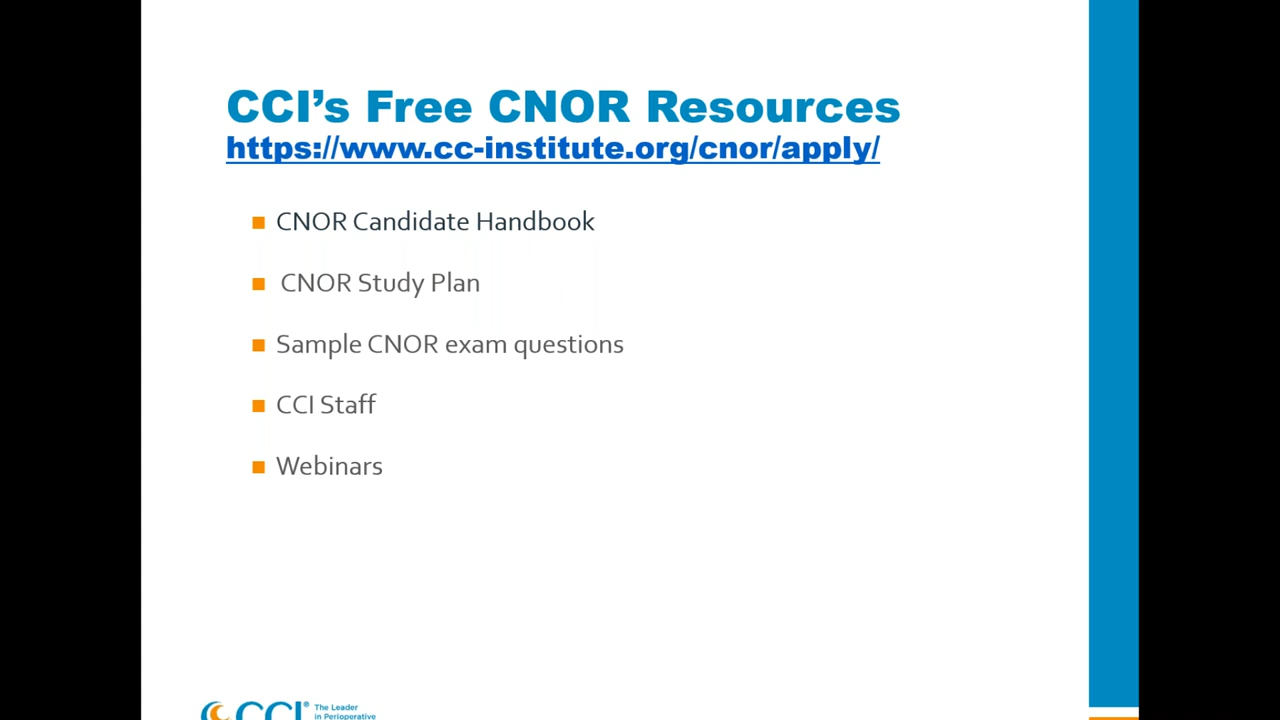 CCI’s Free CNOR Resources
https://www.cc-institute.org/cnor/apply/
CNOR Candidate Handbook
CNOR Study Plan
Sample CNOR exam questions
CCI Staff
Webinars
CCI® The Leader
in Perioperative